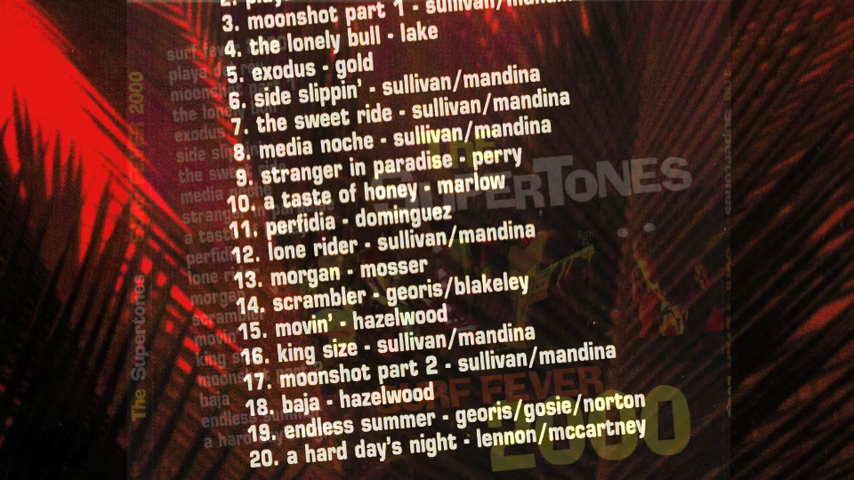 3. moonshot part 1 - sullivan/mandina
4. the lonely bull - lake
5. exodus - gold
6. side slippin' - sullivan/mandina
7. the sweet ride - sullivan/mandina
8. media noche - sullivan/mandina
9. stranger in paradise - perry
10. a taste of honey - marlow
11. perfidia - dominguez
12. lone rider - sullivan/mandina
13. morgan - mosser
14. scrambler - georis/blakeley
15. movin' - hazelwood
16. king size - sullivan/mandina
17. moonshot part 2 - sullivan/mandina
18. baja - hazelwood
19. endless summer - georis/gosie/norton
20. a hard day's night - lennon/mccartney
The Supertones
2000
THE
SUPERTONES
SURF FEVER
2000